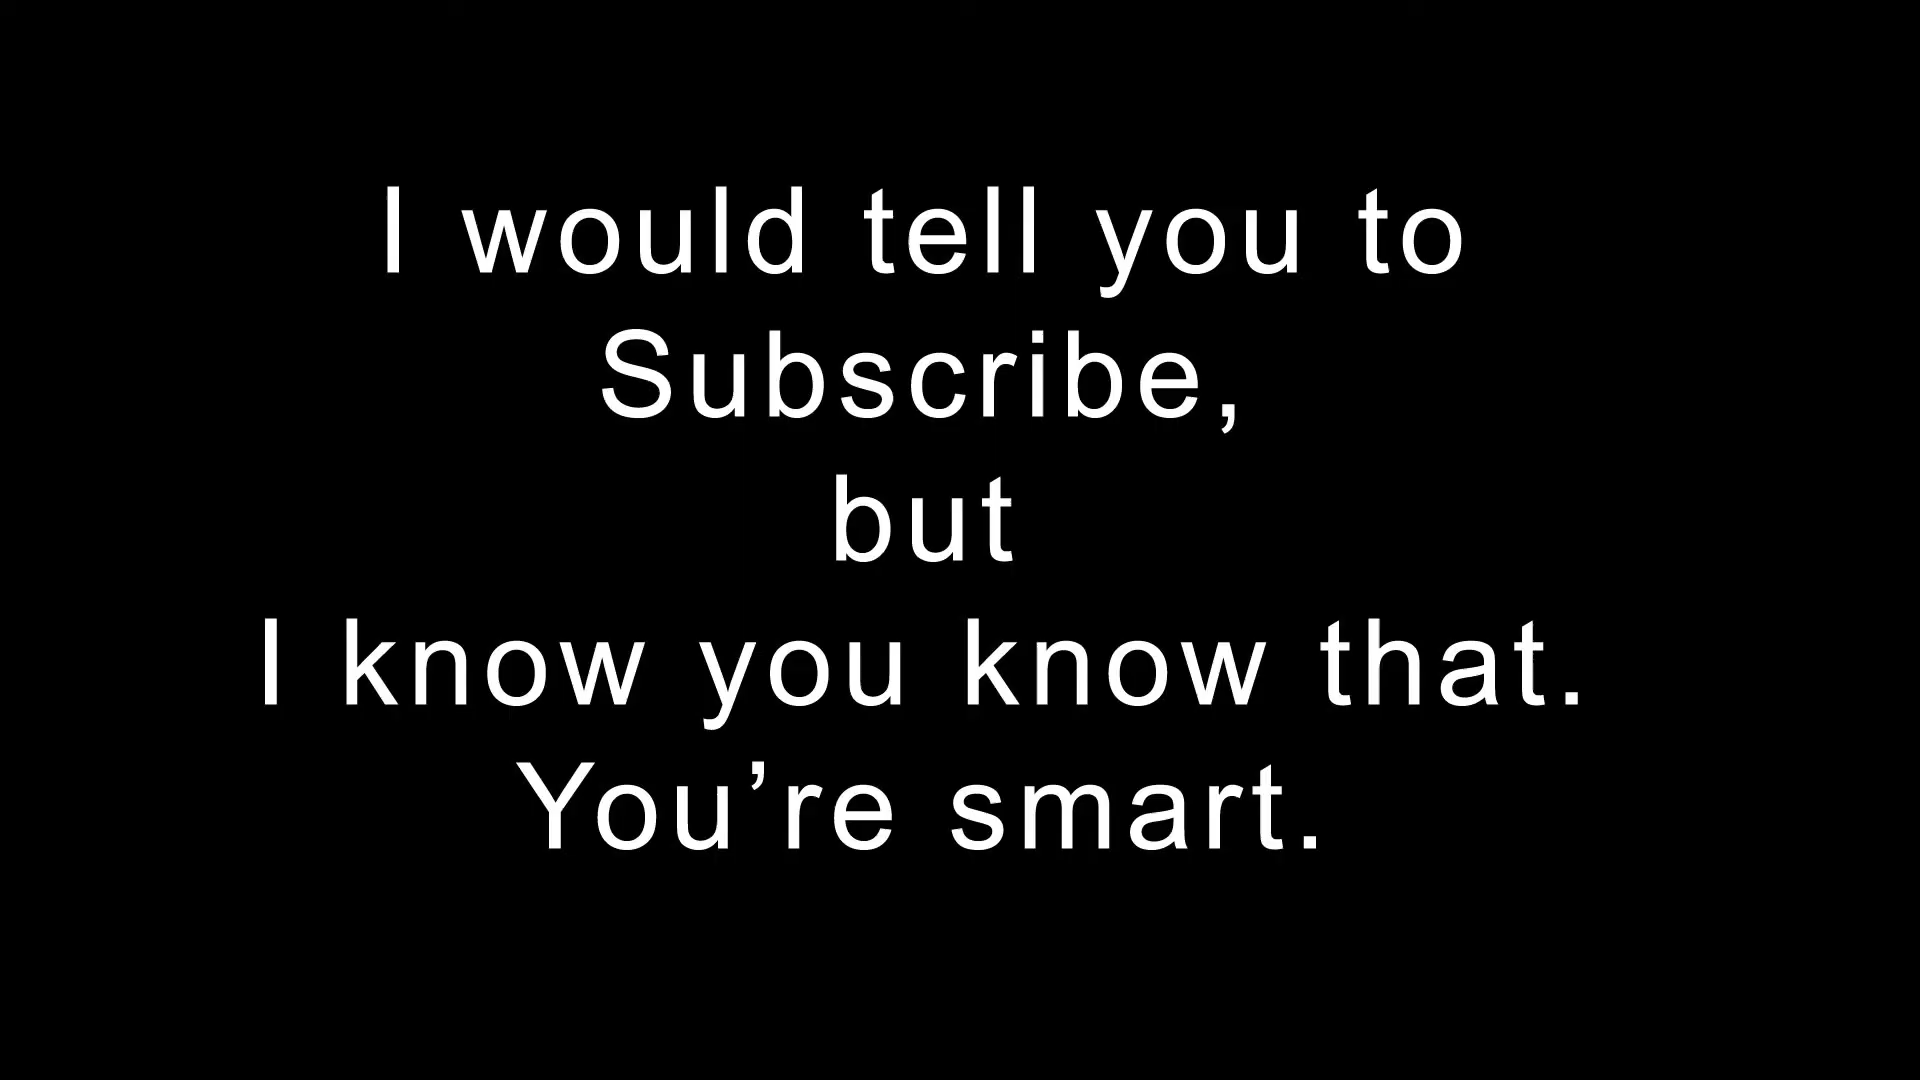 I would tell you to
Subscribe,
but
I know you know that.
You’re smart.